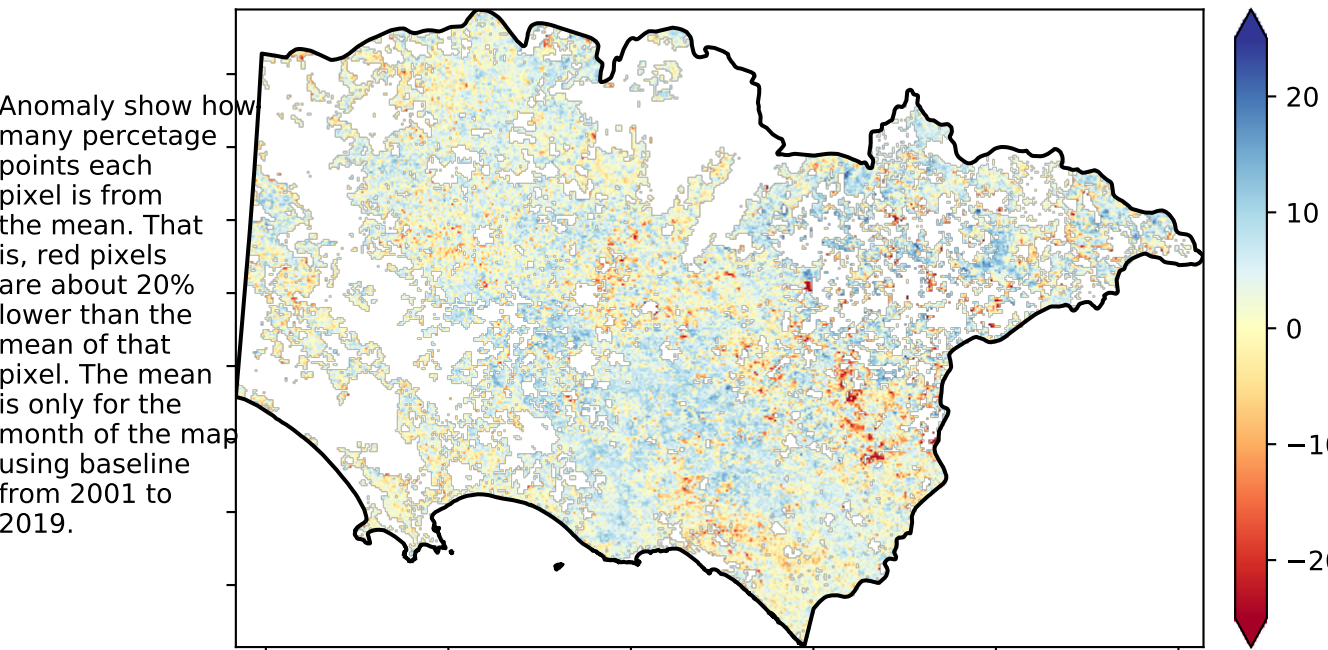 Anomaly show how
many percetage
points each
pixel is from
the mean. That
is, red pixels
are about 20%
lower than the
mean of that
pixel. The mean
is only for the
month of the map
using baseline
from 2001 to
2019.
20
10
0
−10
−20